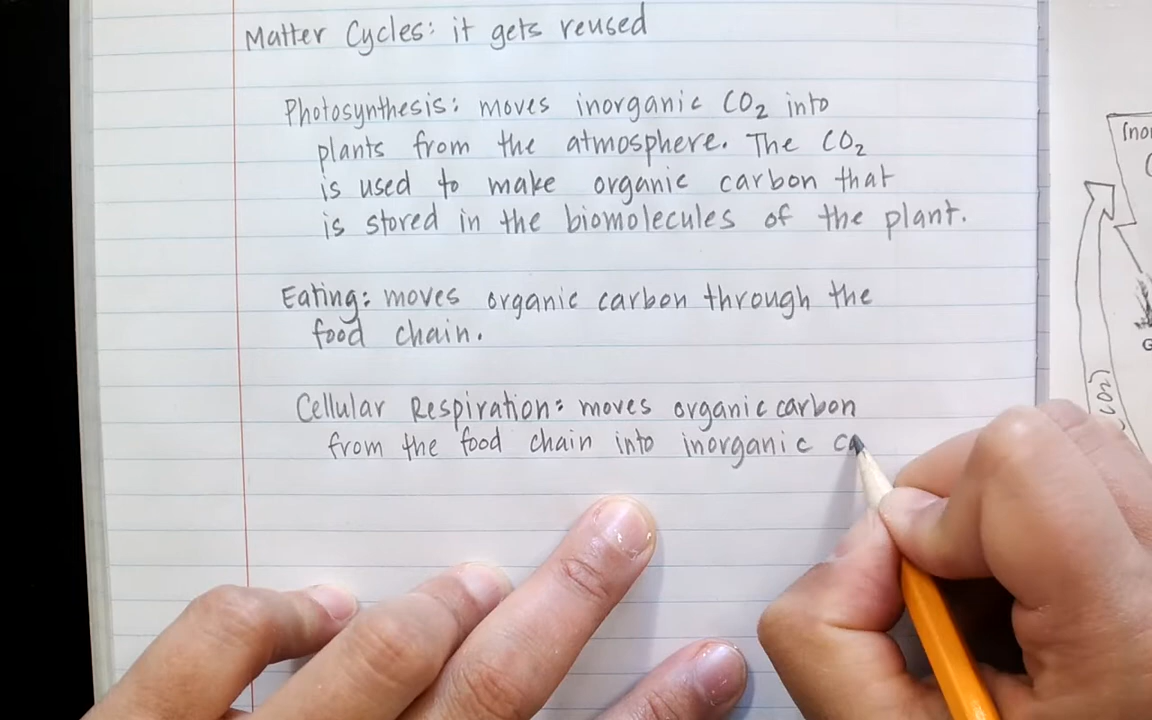 Matter Cycles: it gets reused
Photosynthesis: moves inorganic CO₂ into
plants from the atmosphere. The CO₂
is used to make organic carbon that
is stored in the biomolecules of the plant.
Eating: moves organic carbon through the
food chain.
Cellular Respiration: moves organic carbon
from the food chain into inorganic ca
(CO₂)